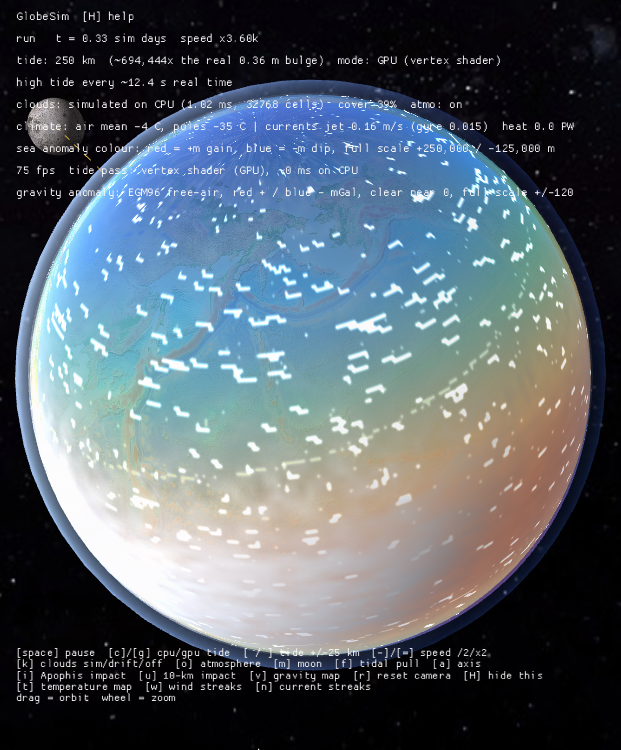 GlobeSim  [H] help
run   t = 0.33 sim days  speed x3.60k
tide: 250 km  (~694,444x the real 0.36 m bulge)  mode: GPU (vertex shader)
high tide every ~12.4 s real time
clouds: simulated on CPU (1.02 ms, 32768 cells)  cover 39%  atmo: on
climate: air mean -4 C, poles -35 C | currents jet 0.16 m/s (gyre 0.015)  heat 0.0 PW
sea anomaly colour: red = +m gain, blue = -m dip, full scale +250,000 / -125,000 m
75 fps  tide pass: vertex shader (GPU), ~0 ms on CPU
gravity anomaly: EGM96 free-air, red + / blue - mGal, clear near 0, full scale +/-120
[space] pause  [c]/[g] cpu/gpu tide  [ / ] tide +/-25 km  [-]/[=] speed /2/x2
[k] clouds sim/drift/off  [o] atmosphere  [m] moon  [f] tidal pull  [a] axis
[i] Apophis impact  [u] 10-km impact  [v] gravity map  [r] reset camera  [H] hide this
[t] temperature map  [w] wind streaks  [n] current streaks
drag = orbit  wheel = zoom